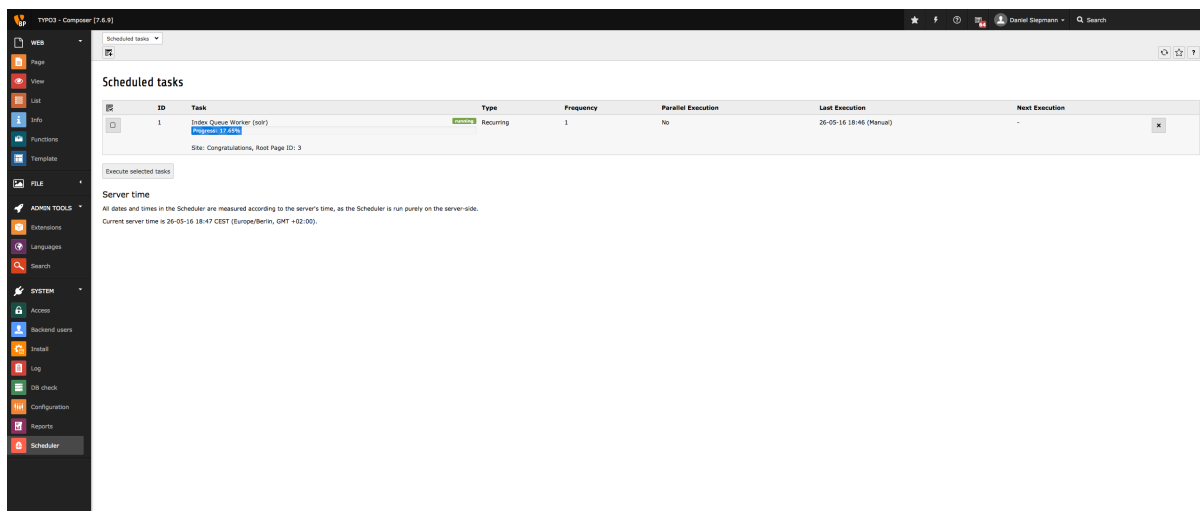 TYPO3 - Composer [7.6.9]
64
Daniel Siepmann
Search
WEB
Page
View
List
Info
Functions
Template
FILE
ADMIN TOOLS
Extensions
Languages
Search
SYSTEM
Access
Backend users
Install
Log
DB check
Configuration
Reports
Scheduler
Scheduled tasks
Scheduled tasks
ID Task Type Frequency Parallel Execution Last Execution Next Execution
1 Index Queue Worker (solr) running Recurring 1 No 26-05-16 18:46 (Manual) -
Progress: 17.65%
Site: Congratulations, Root Page ID: 3
Execute selected tasks
Server time
All dates and times in the Scheduler are measured according to the server's time, as the Scheduler is run purely on the server-side.
Current server time is 26-05-16 18:47 CEST (Europe/Berlin, GMT +02:00).